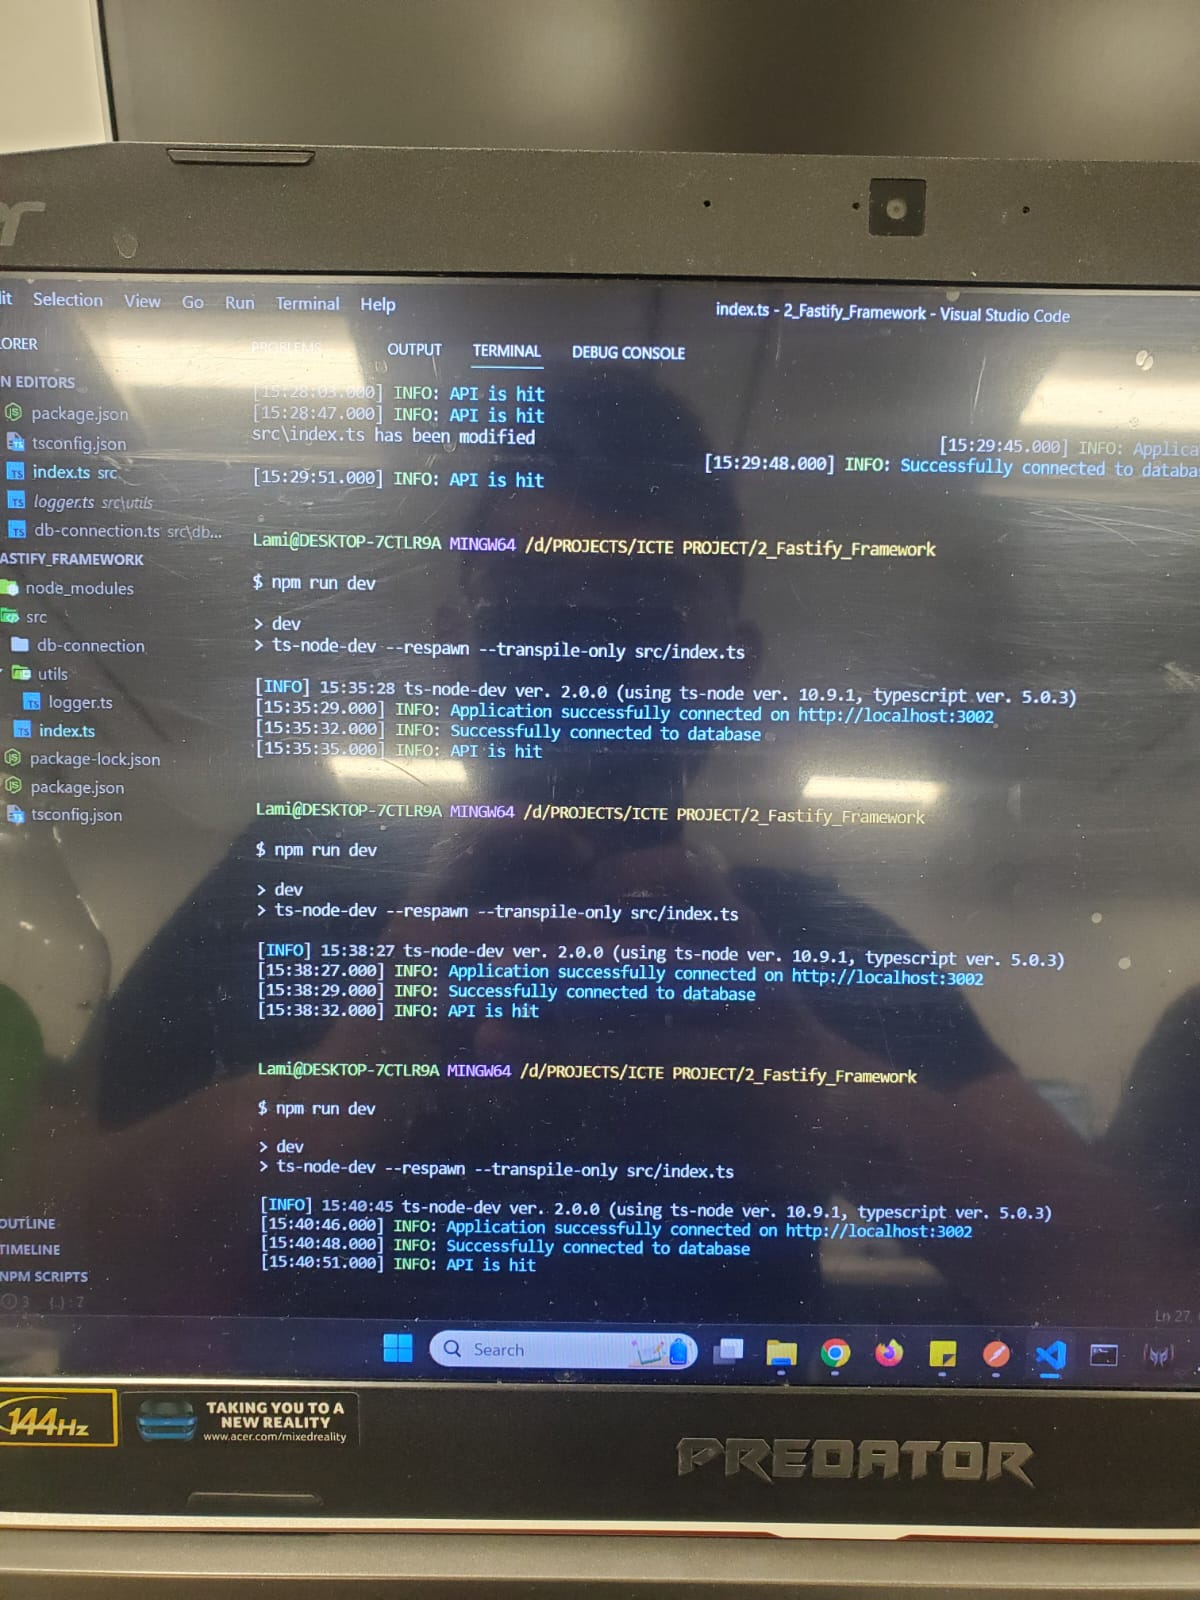 Selection View Go Run Terminal Help
index.ts - 2_Fastify_Framework - Visual Studio Code
PROBLEMS OUTPUT TERMINAL DEBUG CONSOLE
N EDITORS
package.json
tsconfig.json
index.ts src
logger.ts src\utils
db-connection.ts src\db...
ASTIFY_FRAMEWORK
node_modules
src
db-connection
utils
logger.ts
index.ts
package-lock.json
package.json
tsconfig.json
OUTLINE
TIMELINE
NPM SCRIPTS
[15:28:03.000] INFO: API is hit
[15:28:47.000] INFO: API is hit
src\index.ts has been modified
[15:29:45.000] INFO: Applica
[15:29:48.000] INFO: Successfully connected to databa
[15:29:51.000] INFO: API is hit
Lami@DESKTOP-7CTLR9A MINGW64 /d/PROJECTS/ICTE PROJECT/2_Fastify_Framework
$ npm run dev
> dev
> ts-node-dev --respawn --transpile-only src/index.ts
[INFO] 15:35:28 ts-node-dev ver. 2.0.0 (using ts-node ver. 10.9.1, typescript ver. 5.0.3)
[15:35:29.000] INFO: Application successfully connected on http://localhost:3002
[15:35:32.000] INFO: Successfully connected to database
[15:35:35.000] INFO: API is hit
Lami@DESKTOP-7CTLR9A MINGW64 /d/PROJECTS/ICTE PROJECT/2_Fastify_Framework
$ npm run dev
> dev
> ts-node-dev --respawn --transpile-only src/index.ts
[INFO] 15:38:27 ts-node-dev ver. 2.0.0 (using ts-node ver. 10.9.1, typescript ver. 5.0.3)
[15:38:27.000] INFO: Application successfully connected on http://localhost:3002
[15:38:29.000] INFO: Successfully connected to database
[15:38:32.000] INFO: API is hit
Lami@DESKTOP-7CTLR9A MINGW64 /d/PROJECTS/ICTE PROJECT/2_Fastify_Framework
$ npm run dev
> dev
> ts-node-dev --respawn --transpile-only src/index.ts
[INFO] 15:40:45 ts-node-dev ver. 2.0.0 (using ts-node ver. 10.9.1, typescript ver. 5.0.3)
[15:40:46.000] INFO: Application successfully connected on http://localhost:3002
[15:40:48.000] INFO: Successfully connected to database
[15:40:51.000] INFO: API is hit
Ln 27,
Search
144Hz
TAKING YOU TO A
NEW REALITY
www.acer.com/mixedreality
PREDATOR